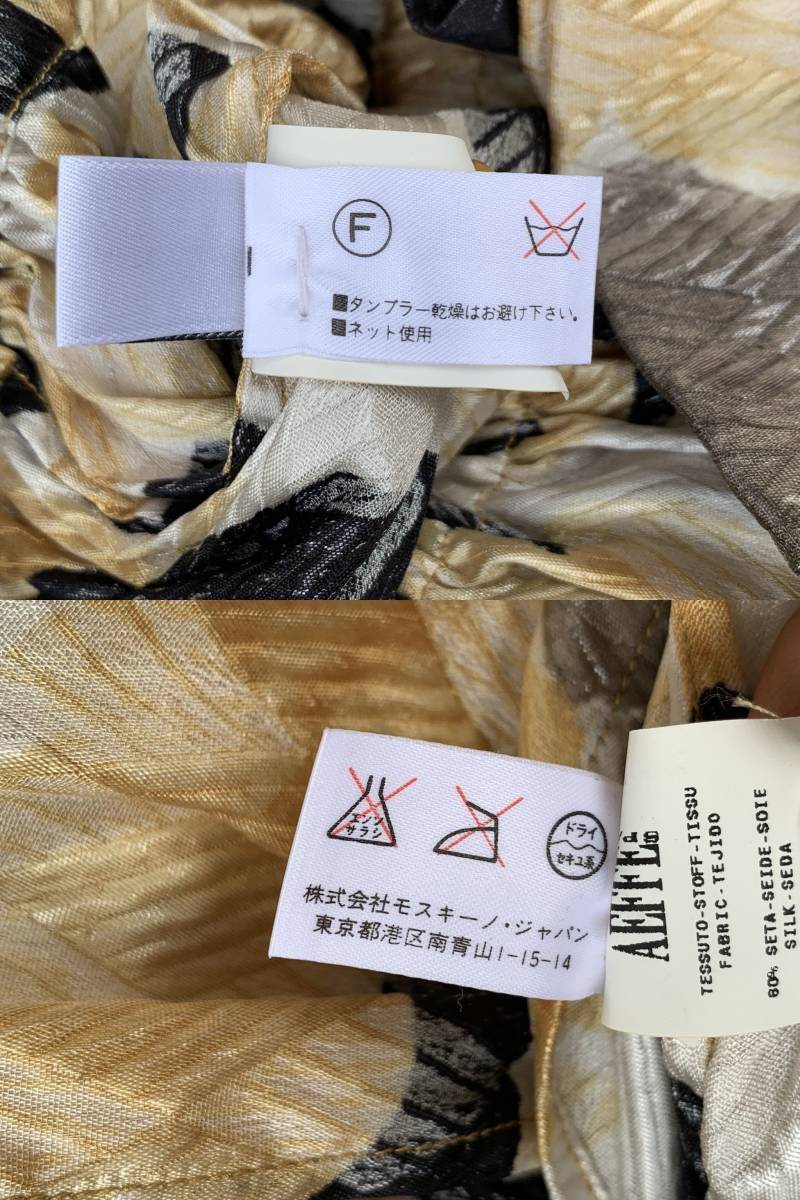 F
■タンブラー乾燥はお避け下さい。
■ネット使用
エンソ
サラシ
ドライ
セキユ系
株式会社モスキーノ・ジャパン
東京都港区南青山1-15-14
AEFFE
TESSUTO-STOFF-TISSU
FABRIC-TEJIDO
60% SETA-SEIDE-SOIE
SILK-SEDA